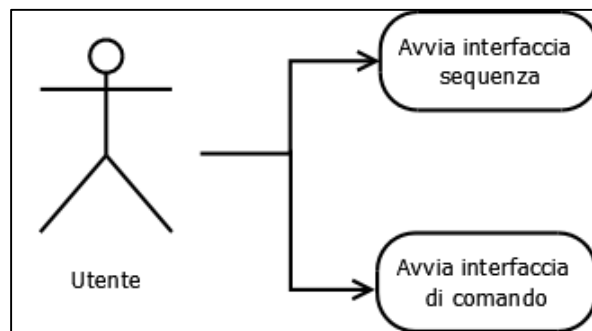 Avvia interfaccia
sequenza
Utente
Avvia interfaccia
di comando